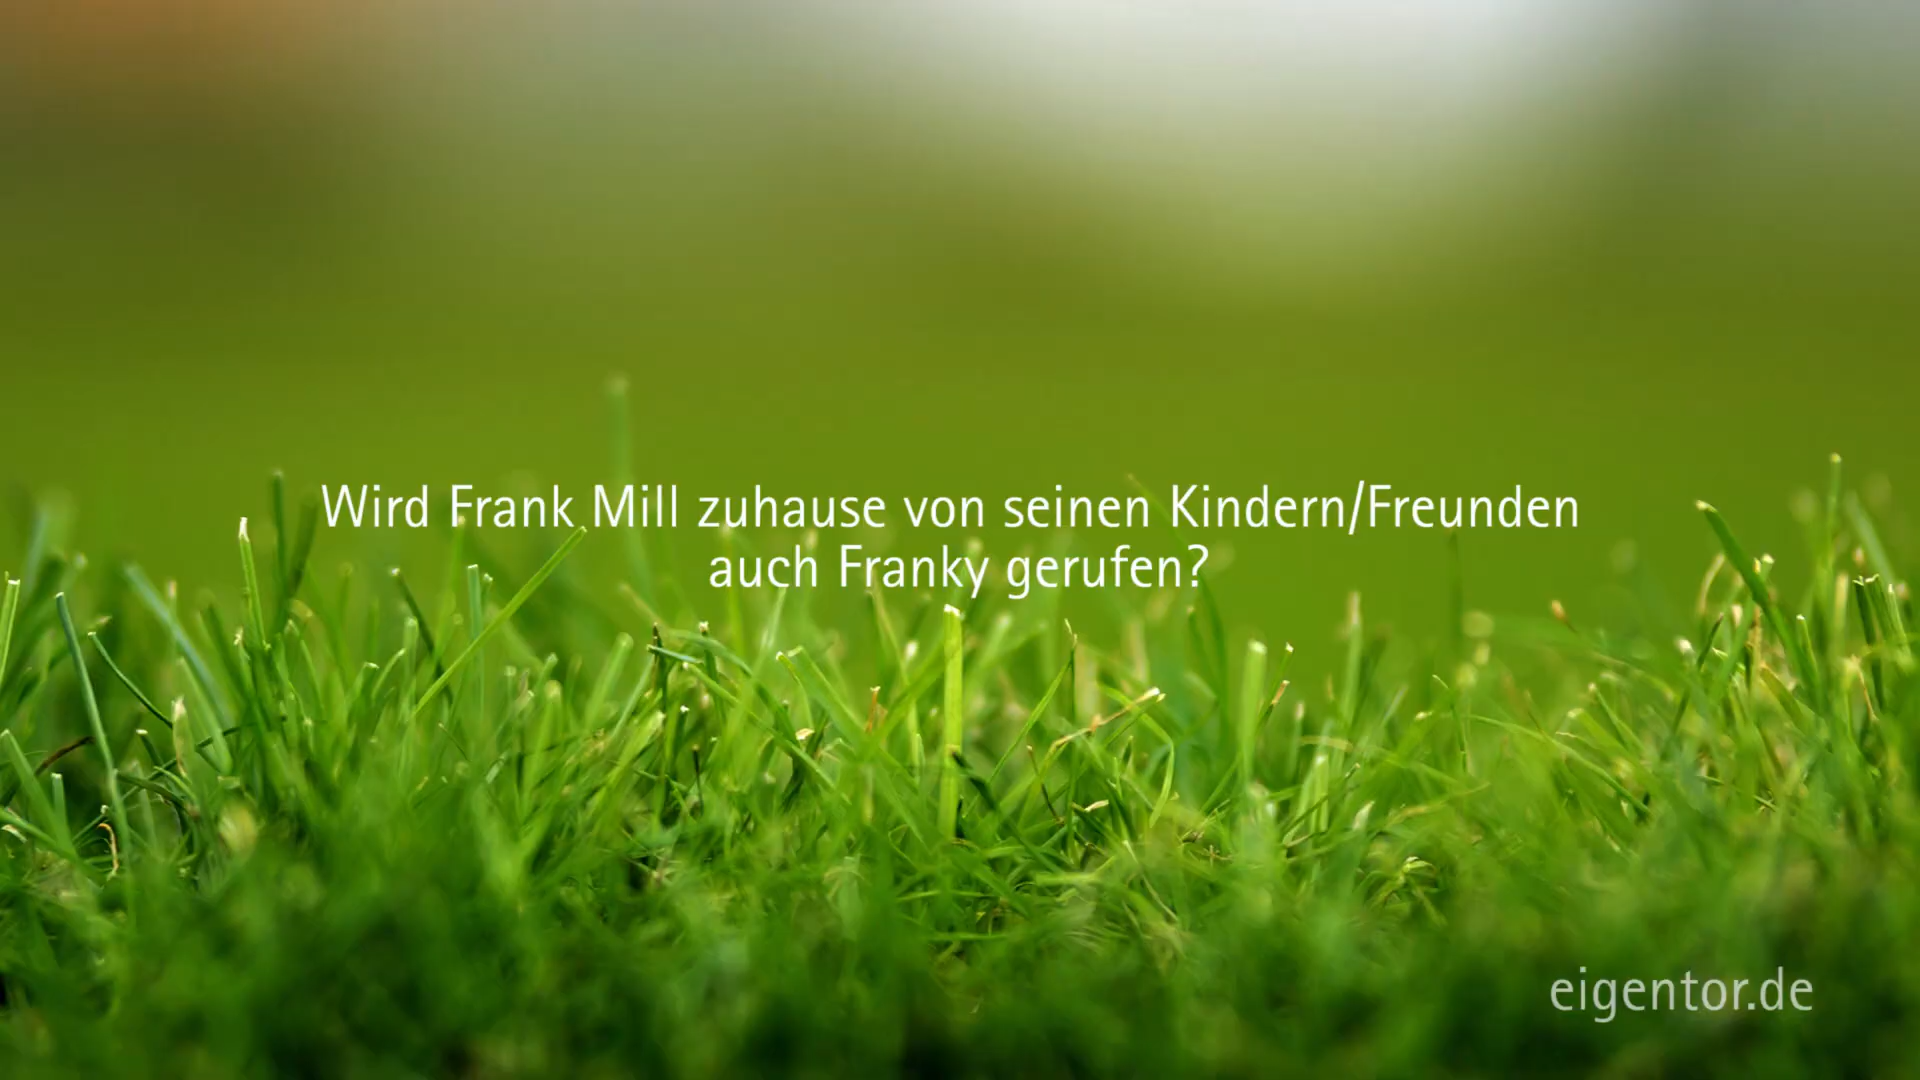 Wird Frank Mill zuhause von seinen Kindern/Freunden
auch Franky gerufen?
eigentor.de